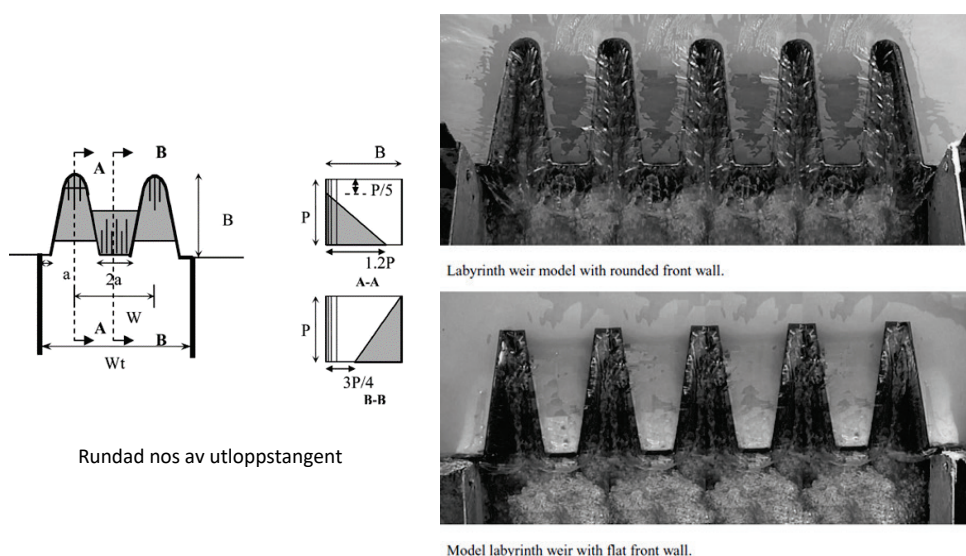 B
A
B
a
2a
W
A
B
Wt
B
P/5
P
1.2P
A-A
P
3P/4
B-B
Rundad nos av utloppstangent
Labyrinth weir model with rounded front wall.
Model labyrinth weir with flat front wall.